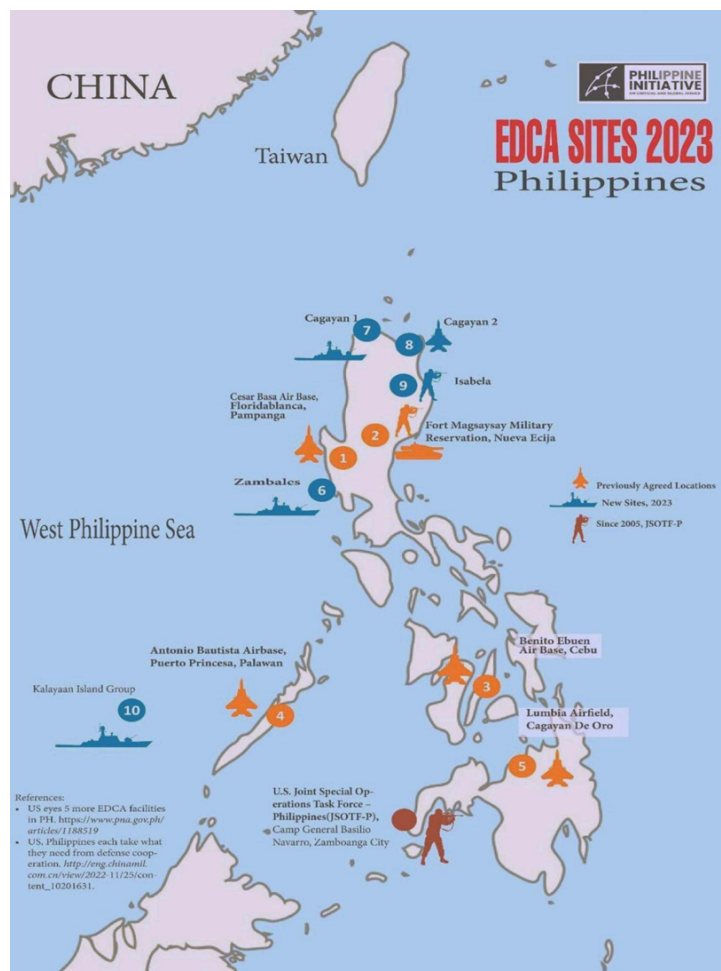 CHINA
Taiwan
PHILIPPINE
INITIATIVE
ON CRITICAL AND GLOBAL ISSUES
EDCA SITES 2023
Philippines
Cagayan 1
7
8
Cagayan 2
9
Isabela
Cesar Basa Air Base,
Floridablanca,
Pampanga
1
2
Fort Magsaysay Military
Reservation, Nueva Ecija
Zambales
6
West Philippine Sea
Previously Agreed Locations
New Sites, 2023
Since 2005, JSOTF-P
Antonio Bautista Airbase,
Puerto Princesa, Palawan
4
Kalayaan Island Group
10
Benito Ebuen
Air Base, Cebu
3
Lumbia Airfield,
Cagayan De Oro
5
U.S. Joint Special Op-
erations Task Force –
Philippines(JSOTF-P),
Camp General Basilio
Navarro, Zamboanga City
References:
• US eyes 5 more EDCA facilities
in PH. https://www.pna.gov.ph/
articles/1188519
• US, Philippines each take what
they need from defense coop-
eration. http://eng.chinamil.
com.cn/view/2022-11/25/con-
tent_10201631.